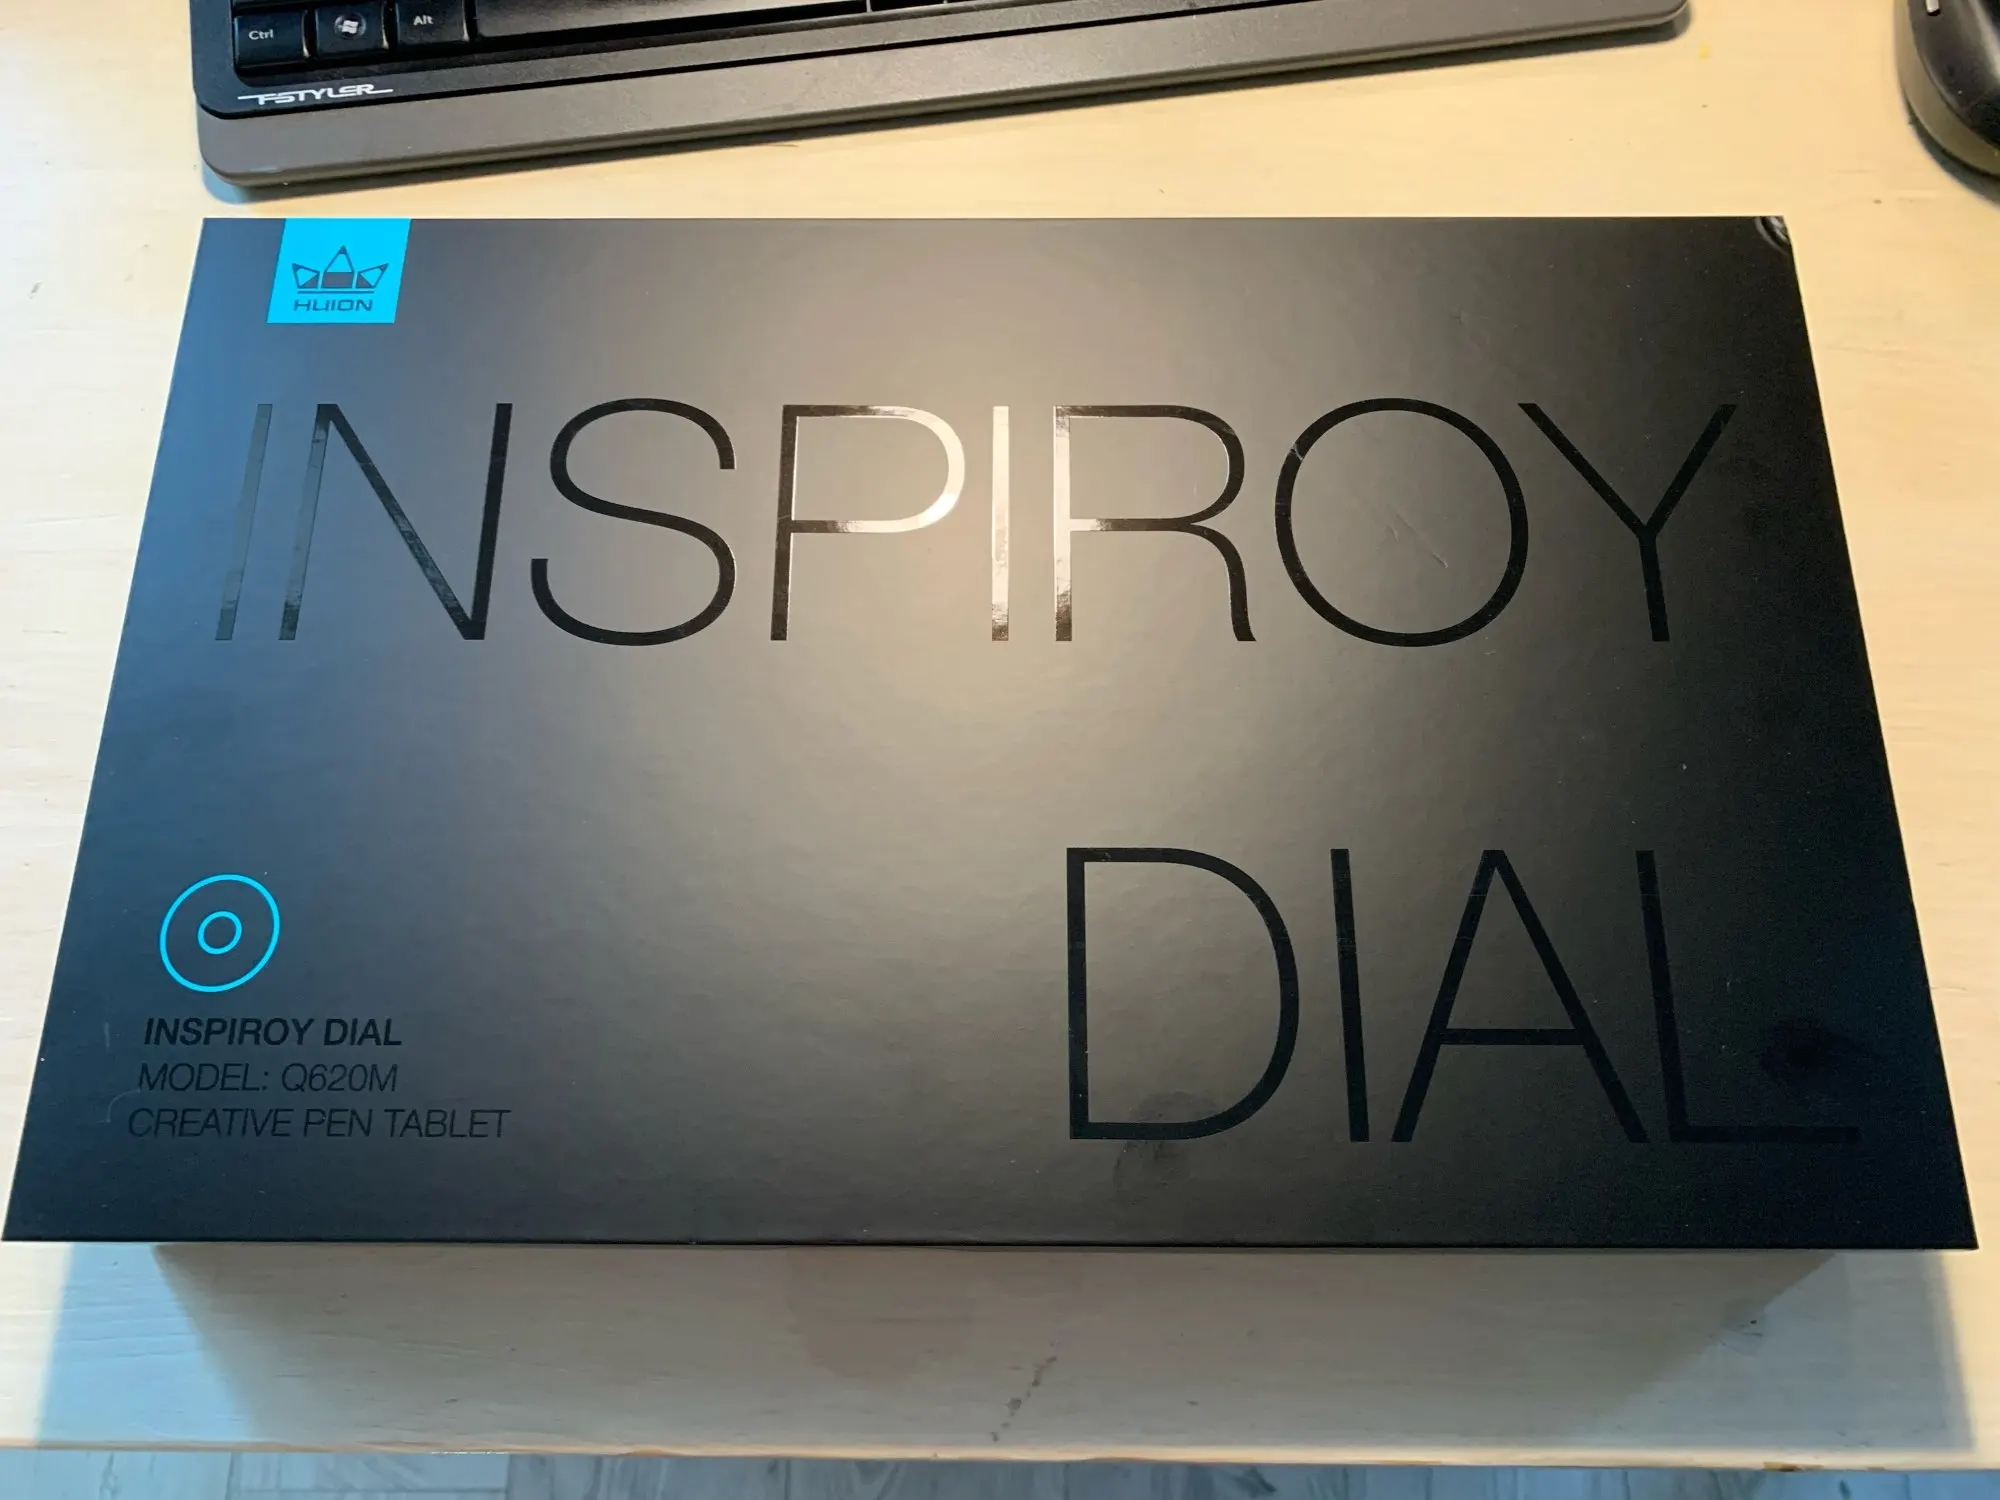 Ctrl
Alt
FSTYLER
HUION
INSPIROY
DIAL
INSPIROY DIAL
MODEL: Q620M
CREATIVE PEN TABLET